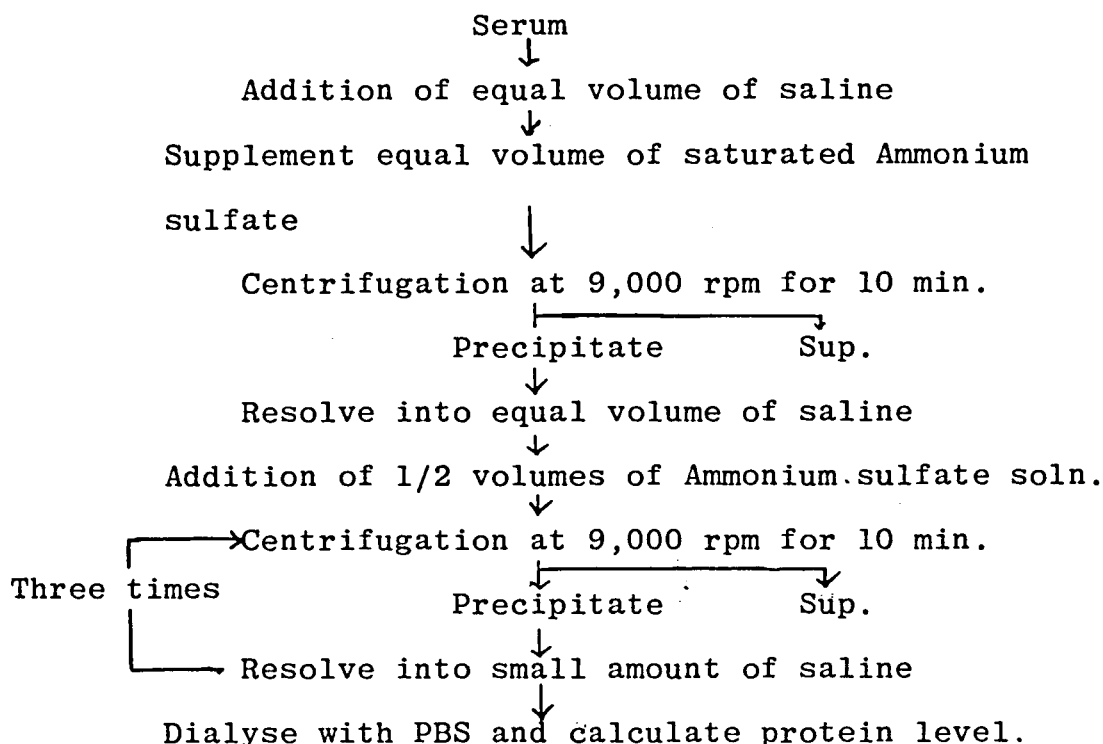 Serum
Addition of equal volume of saline
Supplement equal volume of saturated Ammonium
sulfate
Centrifugation at 9,000 rpm for 10 min.
Precipitate Sup.
Resolve into equal volume of saline
Addition of 1/2 volumes of Ammonium sulfate soln.
Centrifugation at 9,000 rpm for 10 min.
Three times
Precipitate Sup.
Resolve into small amount of saline
Dialyse with PBS and calculate protein level.